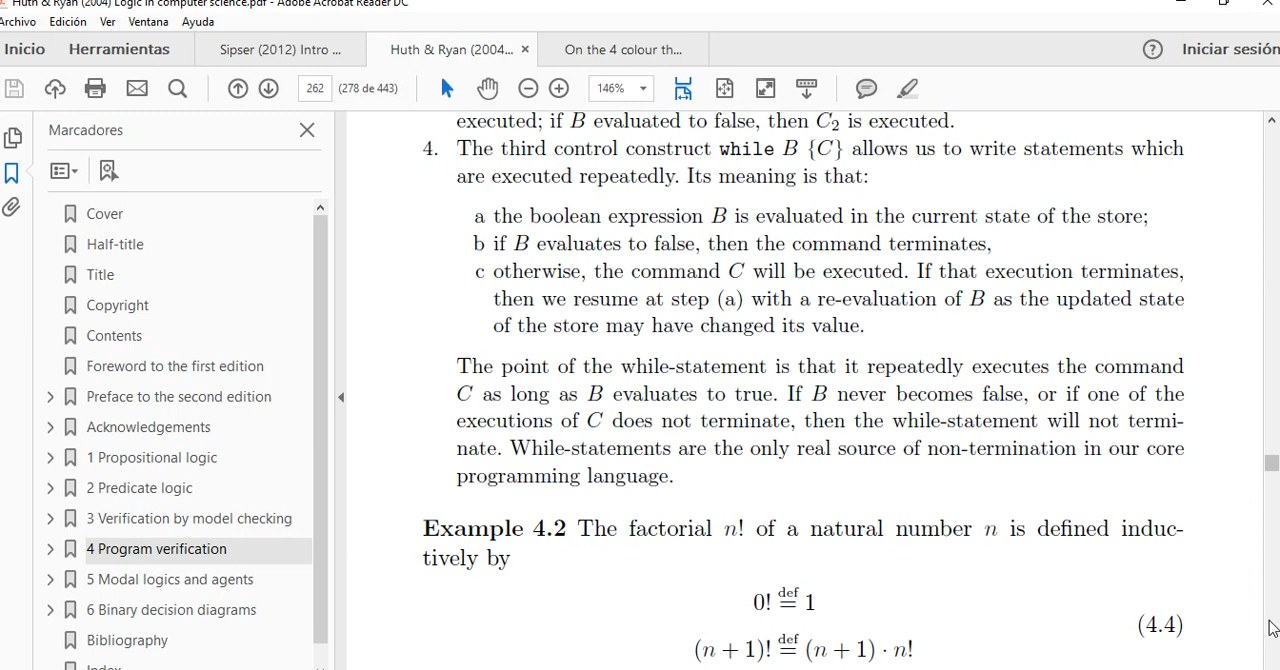 Huth & Ryan (2004) Logic in computer science.pdf - Adobe Acrobat Reader DC
Archivo Edición Ver Ventana Ayuda
Inicio Herramientas Sipser (2012) Intro ... Huth & Ryan (2004... × On the 4 colour th... ? Iniciar sesión
262 (278 de 443) 146%
Marcadores
Cover
Half-title
Title
Copyright
Contents
Foreword to the first edition
Preface to the second edition
Acknowledgements
1 Propositional logic
2 Predicate logic
3 Verification by model checking
4 Program verification
5 Modal logics and agents
6 Binary decision diagrams
Bibliography
Index
executed; if B evaluated to false, then C₂ is executed.
4. The third control construct while B {C} allows us to write statements which
are executed repeatedly. Its meaning is that:
a the boolean expression B is evaluated in the current state of the store;
b if B evaluates to false, then the command terminates,
c otherwise, the command C will be executed. If that execution terminates,
then we resume at step (a) with a re-evaluation of B as the updated state
of the store may have changed its value.
The point of the while-statement is that it repeatedly executes the command
C as long as B evaluates to true. If B never becomes false, or if one of the
executions of C does not terminate, then the while-statement will not termi-
nate. While-statements are the only real source of non-termination in our core
programming language.
Example 4.2 The factorial n! of a natural number n is defined induc-
tively by
0! def= 1
(4.4)
(n + 1)! def= (n + 1) · n!